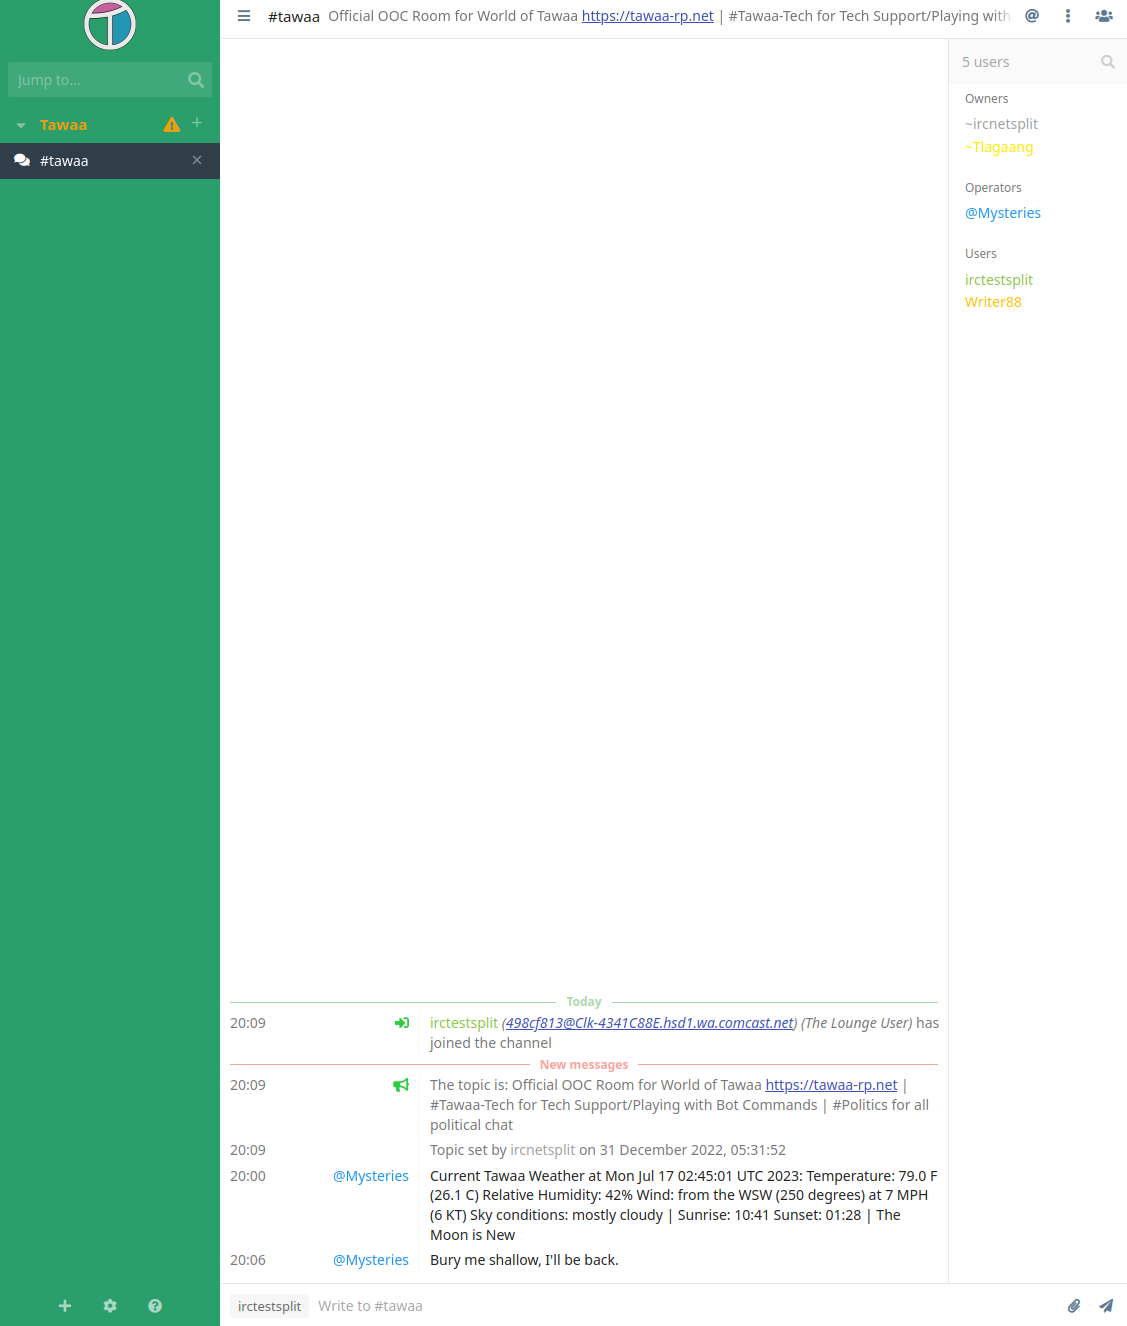 #tawaa Official OOC Room for World of Tawaa https://tawaa-rp.net | #Tawaa-Tech for Tech Support/Playing with
Jump to...
Tawaa
#tawaa
5 users
Owners
~ircnetsplit
~Tlagaang
Operators
@Mysteries
Users
irctestsplit
Writer88
Today
20:09 irctestsplit (498cf813@Clk-4341C88E.hsd1.wa.comcast.net) (The Lounge User) has
joined the channel
New messages
20:09 The topic is: Official OOC Room for World of Tawaa https://tawaa-rp.net |
#Tawaa-Tech for Tech Support/Playing with Bot Commands | #Politics for all
political chat
20:09 Topic set by ircnetsplit on 31 December 2022, 05:31:52
20:00 @Mysteries Current Tawaa Weather at Mon Jul 17 02:45:01 UTC 2023: Temperature: 79.0 F
(26.1 C) Relative Humidity: 42% Wind: from the WSW (250 degrees) at 7 MPH
(6 KT) Sky conditions: mostly cloudy | Sunrise: 10:41 Sunset: 01:28 | The
Moon is New
20:06 @Mysteries Bury me shallow, I'll be back.
irctestsplit Write to #tawaa